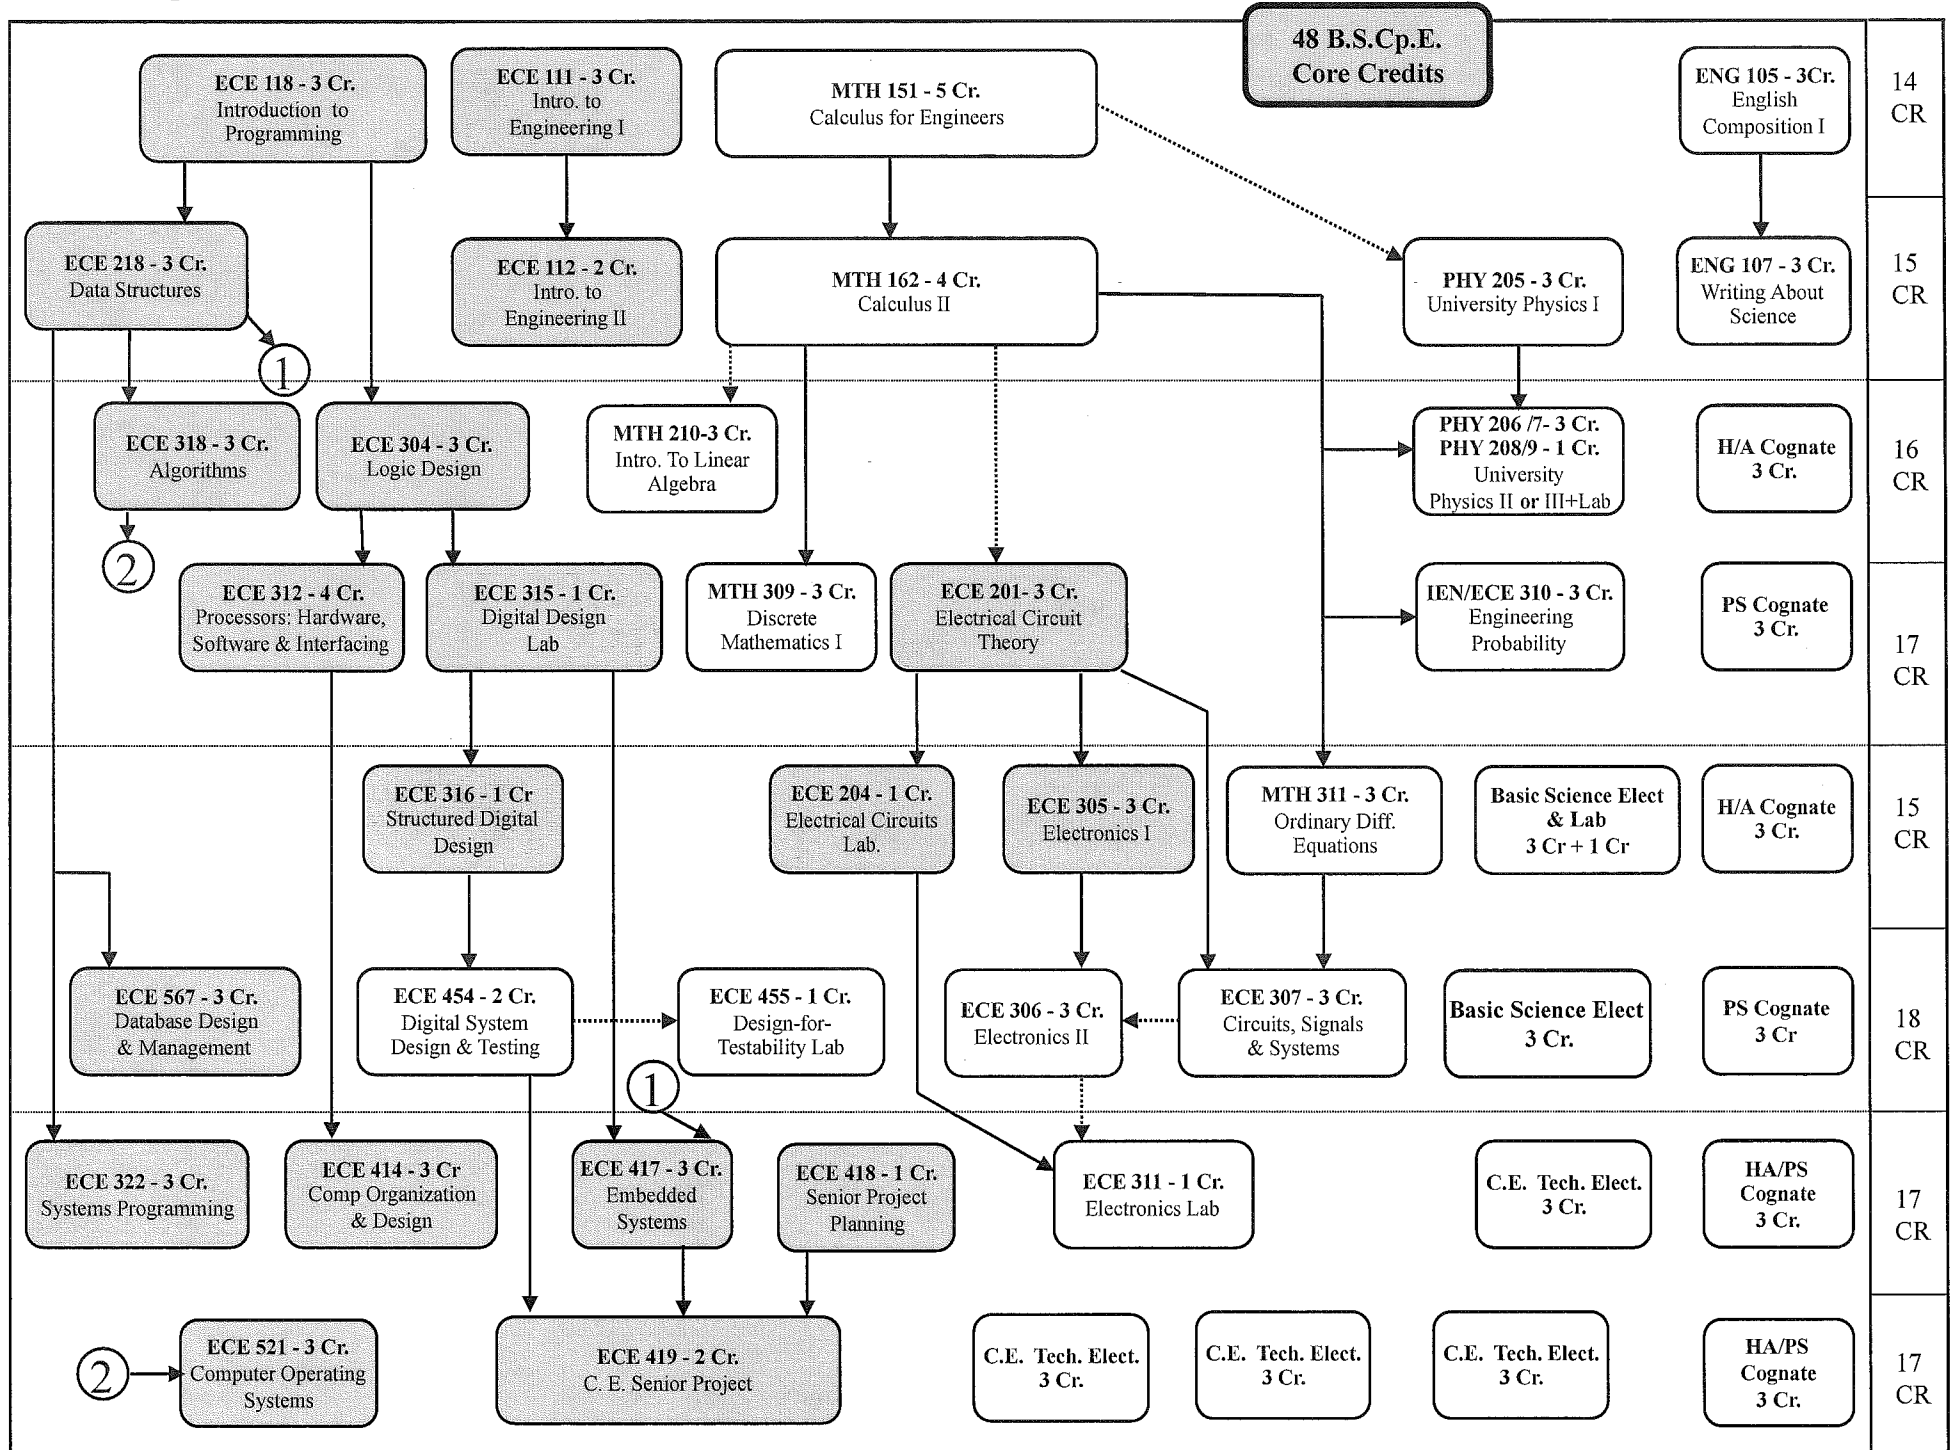 48 B.S.Cp.E.
Core Credits
ECE 118 - 3 Cr.
Introduction to
Programming
ECE 111 - 3 Cr.
Intro. to
Engineering I
MTH 151 - 5 Cr.
Calculus for Engineers
ENG 105 - 3Cr.
English
Composition I
14
CR
ECE 218 - 3 Cr.
Data Structures
ECE 112 - 2 Cr.
Intro. to
Engineering II
MTH 162 - 4 Cr.
Calculus II
PHY 205 - 3 Cr.
University Physics I
ENG 107 - 3 Cr.
Writing About
Science
15
CR
1
ECE 318 - 3 Cr.
Algorithms
ECE 304 - 3 Cr.
Logic Design
MTH 210-3 Cr.
Intro. To Linear
Algebra
PHY 206 /7- 3 Cr.
PHY 208/9 - 1 Cr.
University
Physics II or III+Lab
H/A Cognate
3 Cr.
16
CR
2
ECE 312 - 4 Cr.
Processors: Hardware,
Software & Interfacing
ECE 315 - 1 Cr.
Digital Design
Lab
MTH 309 - 3 Cr.
Discrete
Mathematics I
ECE 201- 3 Cr.
Electrical Circuit
Theory
IEN/ECE 310 - 3 Cr.
Engineering
Probability
PS Cognate
3 Cr.
17
CR
ECE 316 - 1 Cr
Structured Digital
Design
ECE 204 - 1 Cr.
Electrical Circuits
Lab.
ECE 305 - 3 Cr.
Electronics I
MTH 311 - 3 Cr.
Ordinary Diff.
Equations
Basic Science Elect
& Lab
3 Cr + 1 Cr
H/A Cognate
3 Cr.
15
CR
ECE 567 - 3 Cr.
Database Design
& Management
ECE 454 - 2 Cr.
Digital System
Design & Testing
ECE 455 - 1 Cr.
Design-for-
Testability Lab
ECE 306 - 3 Cr.
Electronics II
ECE 307 - 3 Cr.
Circuits, Signals
& Systems
Basic Science Elect
3 Cr.
PS Cognate
3 Cr
18
CR
1
ECE 322 - 3 Cr.
Systems Programming
ECE 414 - 3 Cr
Comp Organization
& Design
ECE 417 - 3 Cr.
Embedded
Systems
ECE 418 - 1 Cr.
Senior Project
Planning
ECE 311 - 1 Cr.
Electronics Lab
C.E. Tech. Elect.
3 Cr.
HA/PS
Cognate
3 Cr.
17
CR
2
ECE 521 - 3 Cr.
Computer Operating
Systems
ECE 419 - 2 Cr.
C. E. Senior Project
C.E. Tech. Elect.
3 Cr.
C.E. Tech. Elect.
3 Cr.
C.E. Tech. Elect.
3 Cr.
HA/PS
Cognate
3 Cr.
17
CR